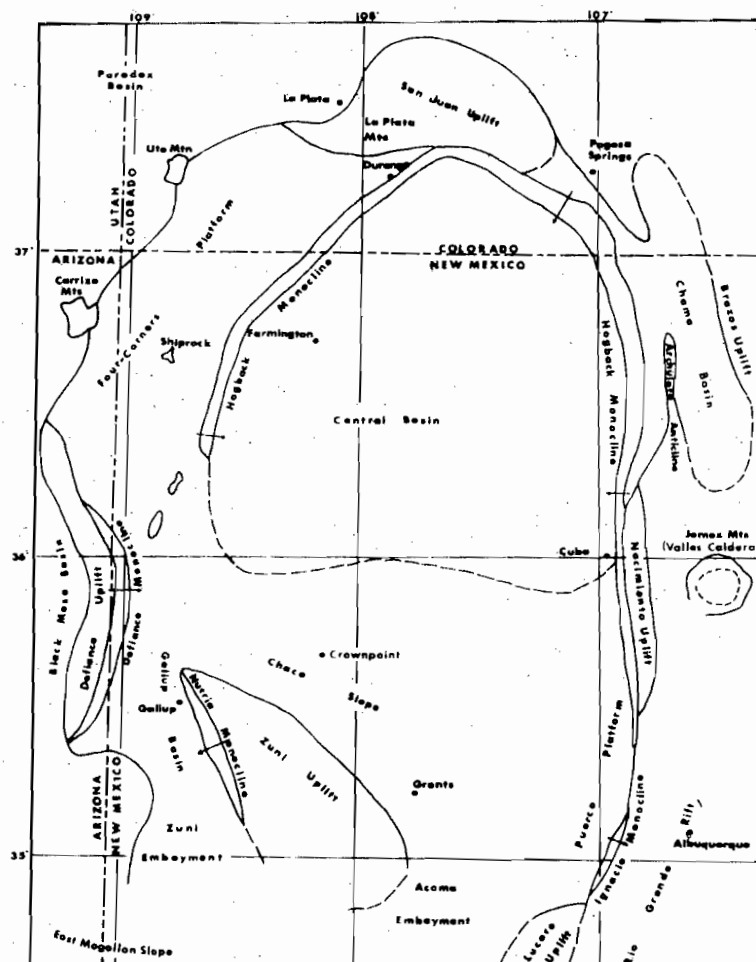 109°
108°
107°
Paradox
Basin
La Plata
San Juan Uplift
La Plata
Mts
Ute Mtn
Durango
Pagosa
Springs
UTAH
COLORADO
Platform
37°
ARIZONA
COLORADO
NEW MEXICO
Carrizo
Mts
Monocline
Chama
Basin
Brazos Uplift
Farmington
Shiprock
Four-Corners
Hogback
Hogback Monocline
Archuleta
Anticline
Central Basin
36°
Cuba
Jemez Mts
(Valles Caldera
Nacimiento Uplift
Black Mesa Basin
Defiance
Uplift
Defiance Monocline
Crownpoint
Chaco
Slope
Gallup
Basin
Gallup
Nutria
Monocline
Zuni
Uplift
Platform
Grants
ARIZONA
NEW MEXICO
Zuni
Embayment
35°
Puerco
Ignacio Monocline
Rift
Albuquerque
Grande
Rio
Acoma
Embayment
Lucero
Uplift
East Mogollon Slope